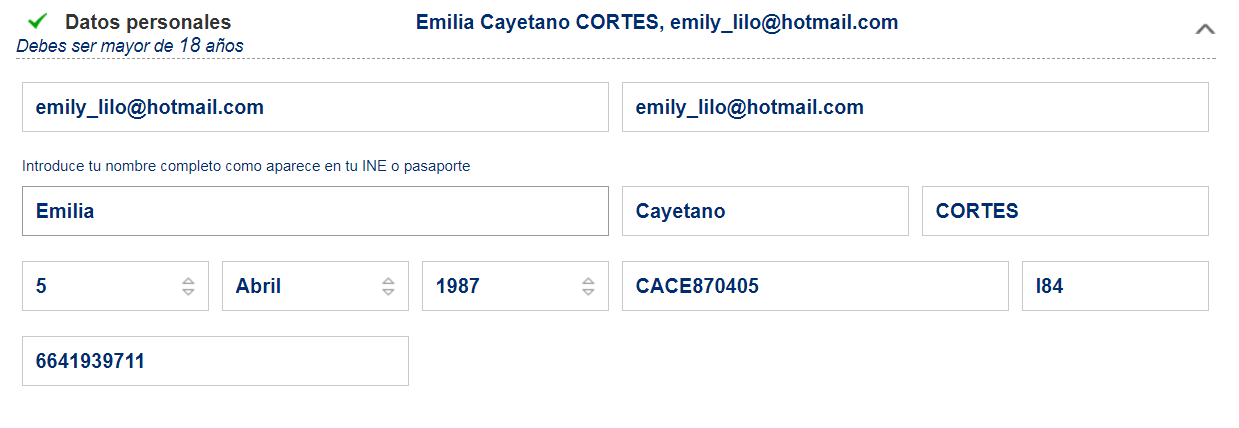 Datos personales Emilia Cayetano CORTES, emily_lilo@hotmail.com
Debes ser mayor de 18 años
emily_lilo@hotmail.com emily_lilo@hotmail.com
Introduce tu nombre completo como aparece en tu INE o pasaporte
Emilia Cayetano CORTES
5 Abril 1987 CACE870405 I84
6641939711